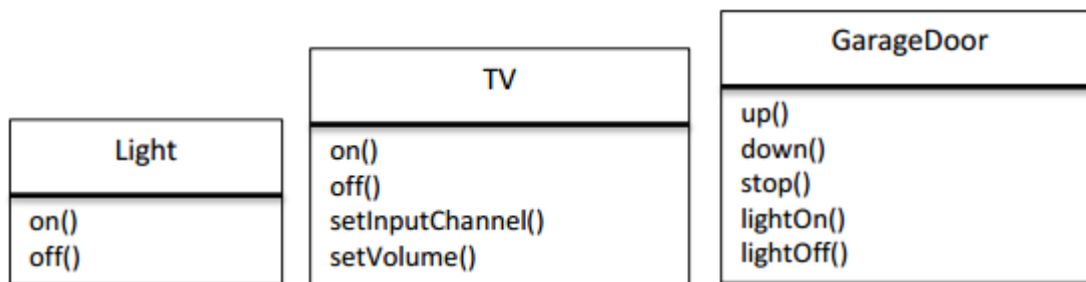 Light
on()
off()
TV
on()
off()
setInputChannel()
setVolume()
GarageDoor
up()
down()
stop()
lightOn()
lightOff()